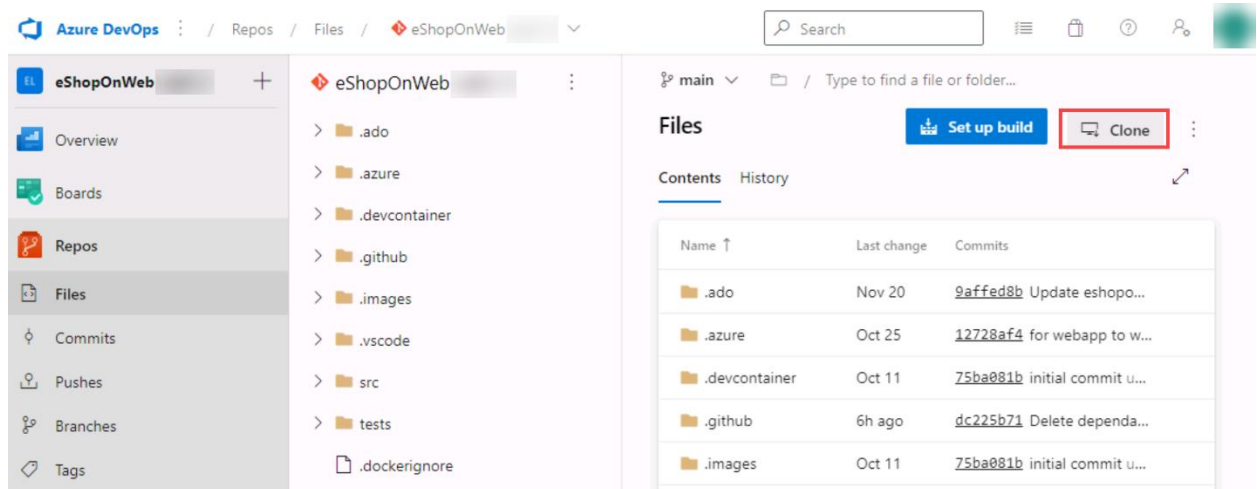 Azure DevOps / Repos / Files / eShopOnWeb Search
EL eShopOnWeb
Overview
Boards
Repos
Files
Commits
Pushes
Branches
Tags
eShopOnWeb
.ado
.azure
.devcontainer
.github
.images
.vscode
src
tests
.dockerignore
main / Type to find a file or folder...
Files Set up build Clone
Contents History
Name ↑ Last change Commits
.ado Nov 20 9affed8b Update eshopo...
.azure Oct 25 12728af4 for webapp to w...
.devcontainer Oct 11 75ba081b initial commit u...
.github 6h ago dc225b71 Delete dependa...
.images Oct 11 75ba081b initial commit u...